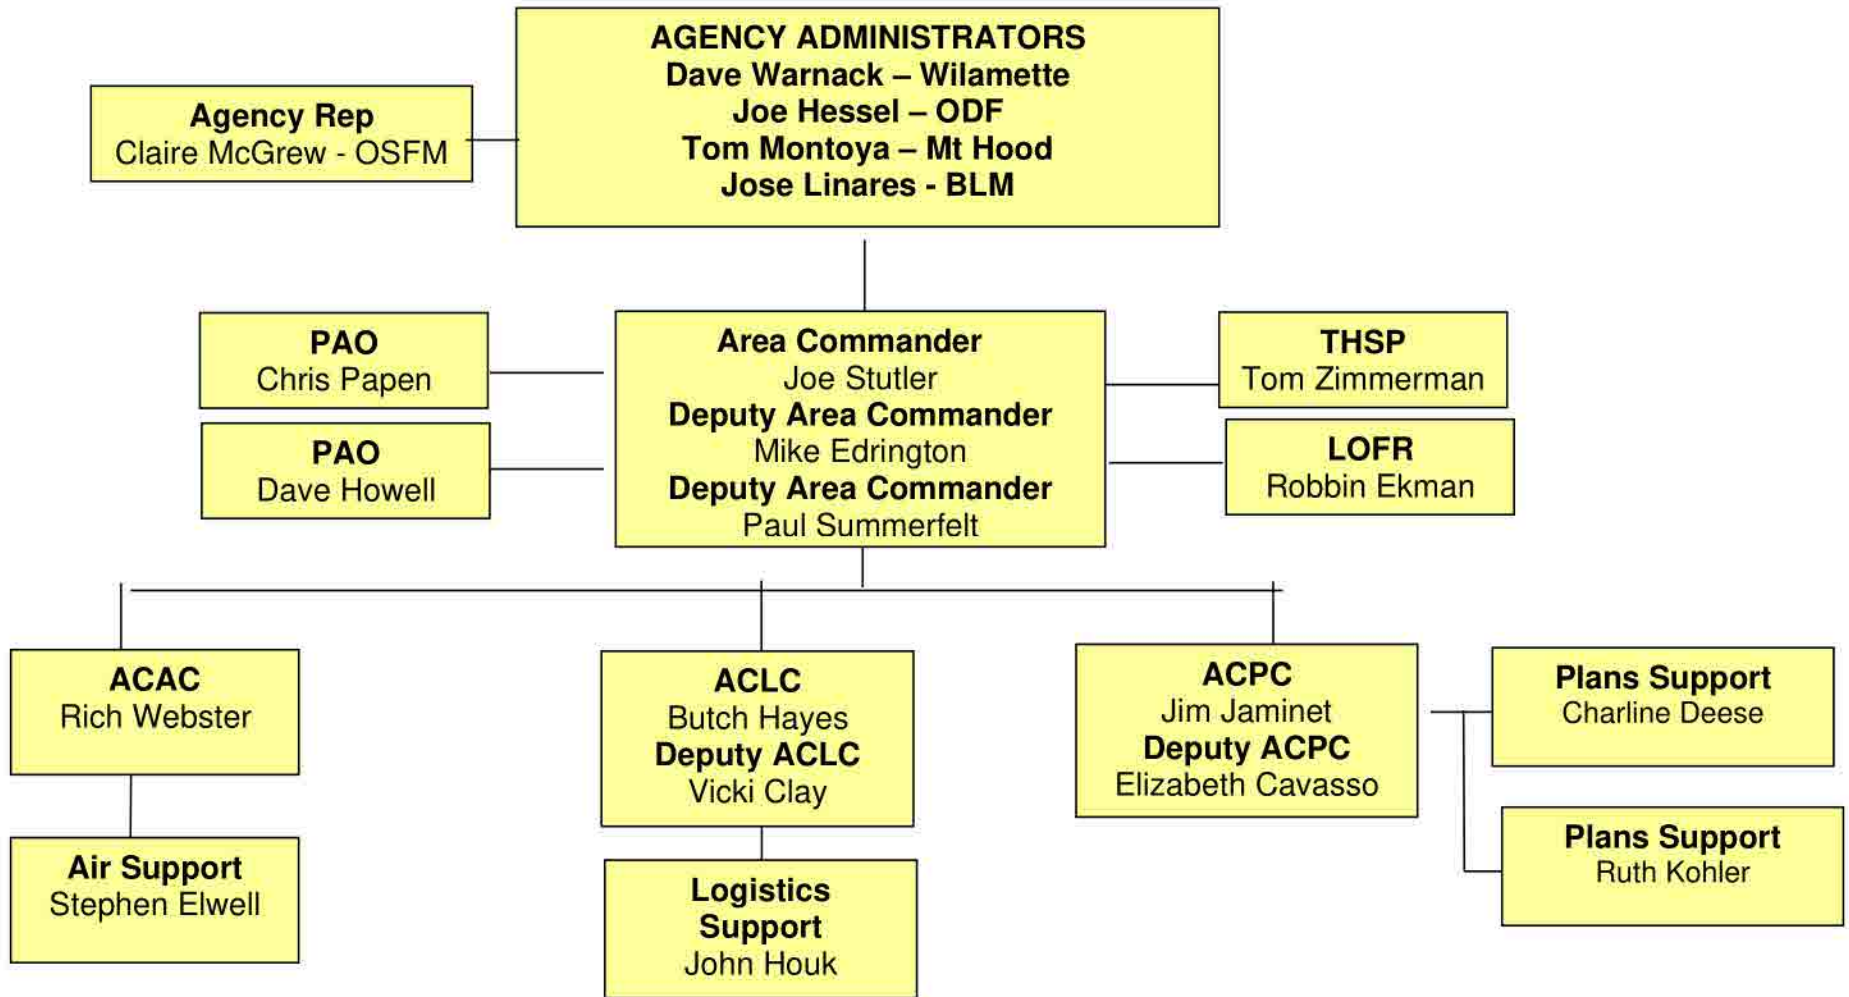 AGENCY ADMINISTRATORS
Dave Warnack – Wilamette
Joe Hessel – ODF
Tom Montoya – Mt Hood
Jose Linares - BLM
Agency Rep
Claire McGrew - OSFM
PAO
Chris Papen
PAO
Dave Howell
Area Commander
Joe Stutler
Deputy Area Commander
Mike Edrington
Deputy Area Commander
Paul Summerfelt
THSP
Tom Zimmerman
LOFR
Robbin Ekman
ACAC
Rich Webster
Air Support
Stephen Elwell
ACLC
Butch Hayes
Deputy ACLC
Vicki Clay
Logistics
Support
John Houk
ACPC
Jim Jaminet
Deputy ACPC
Elizabeth Cavasso
Plans Support
Charline Deese
Plans Support
Ruth Kohler